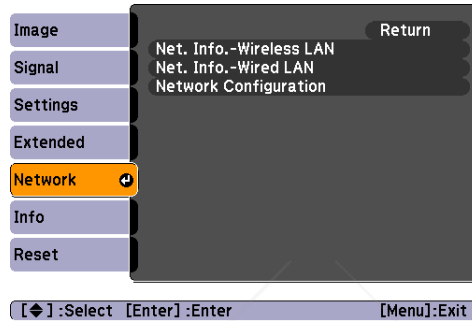 Image
Signal
Settings
Extended
Network
Info
Reset
Return
Net. Info.-Wireless LAN
Net. Info.-Wired LAN
Network Configuration
[ ] :Select [Enter] :Enter [Menu]:Exit